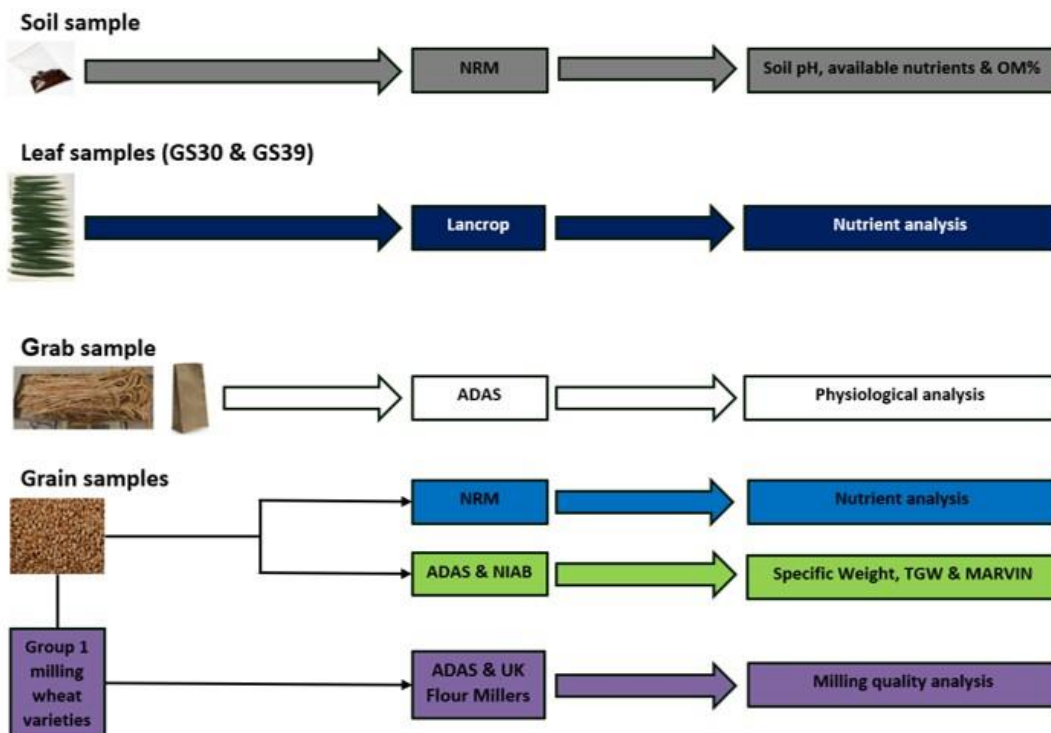 Soil sample
NRM
Soil pH, available nutrients & OM%
Leaf samples (GS30 & GS39)
Lancrop
Nutrient analysis
Grab sample
ADAS
Physiological analysis
Grain samples
NRM
Nutrient analysis
ADAS & NIAB
Specific Weight, TGW & MARVIN
Group 1
milling
wheat
varieties
ADAS & UK
Flour Millers
Milling quality analysis